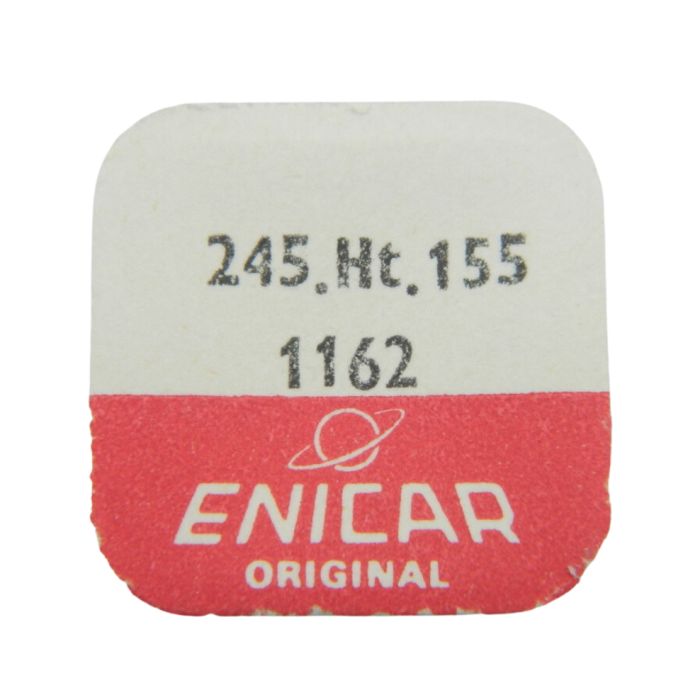 245.Ht.155
1162
ENICAR
ORIGINAL